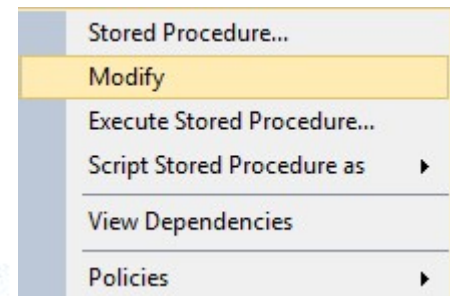 Stored Procedure...
Modify
Execute Stored Procedure...
Script Stored Procedure as
View Dependencies
Policies